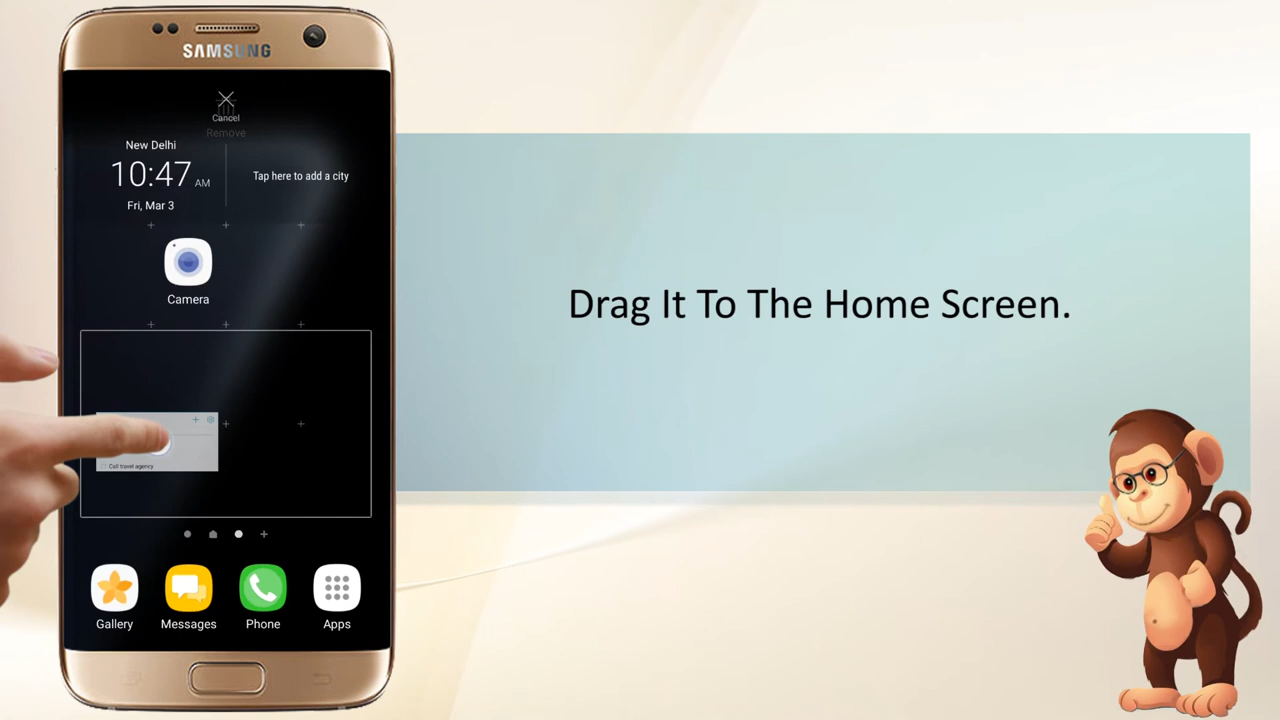 SAMSUNG
Cancel
Remove
New Delhi
10:47 AM
Tap here to add a city
Fri, Mar 3
Camera
Call travel agency
Gallery
Messages
Phone
Apps
Drag It To The Home Screen.